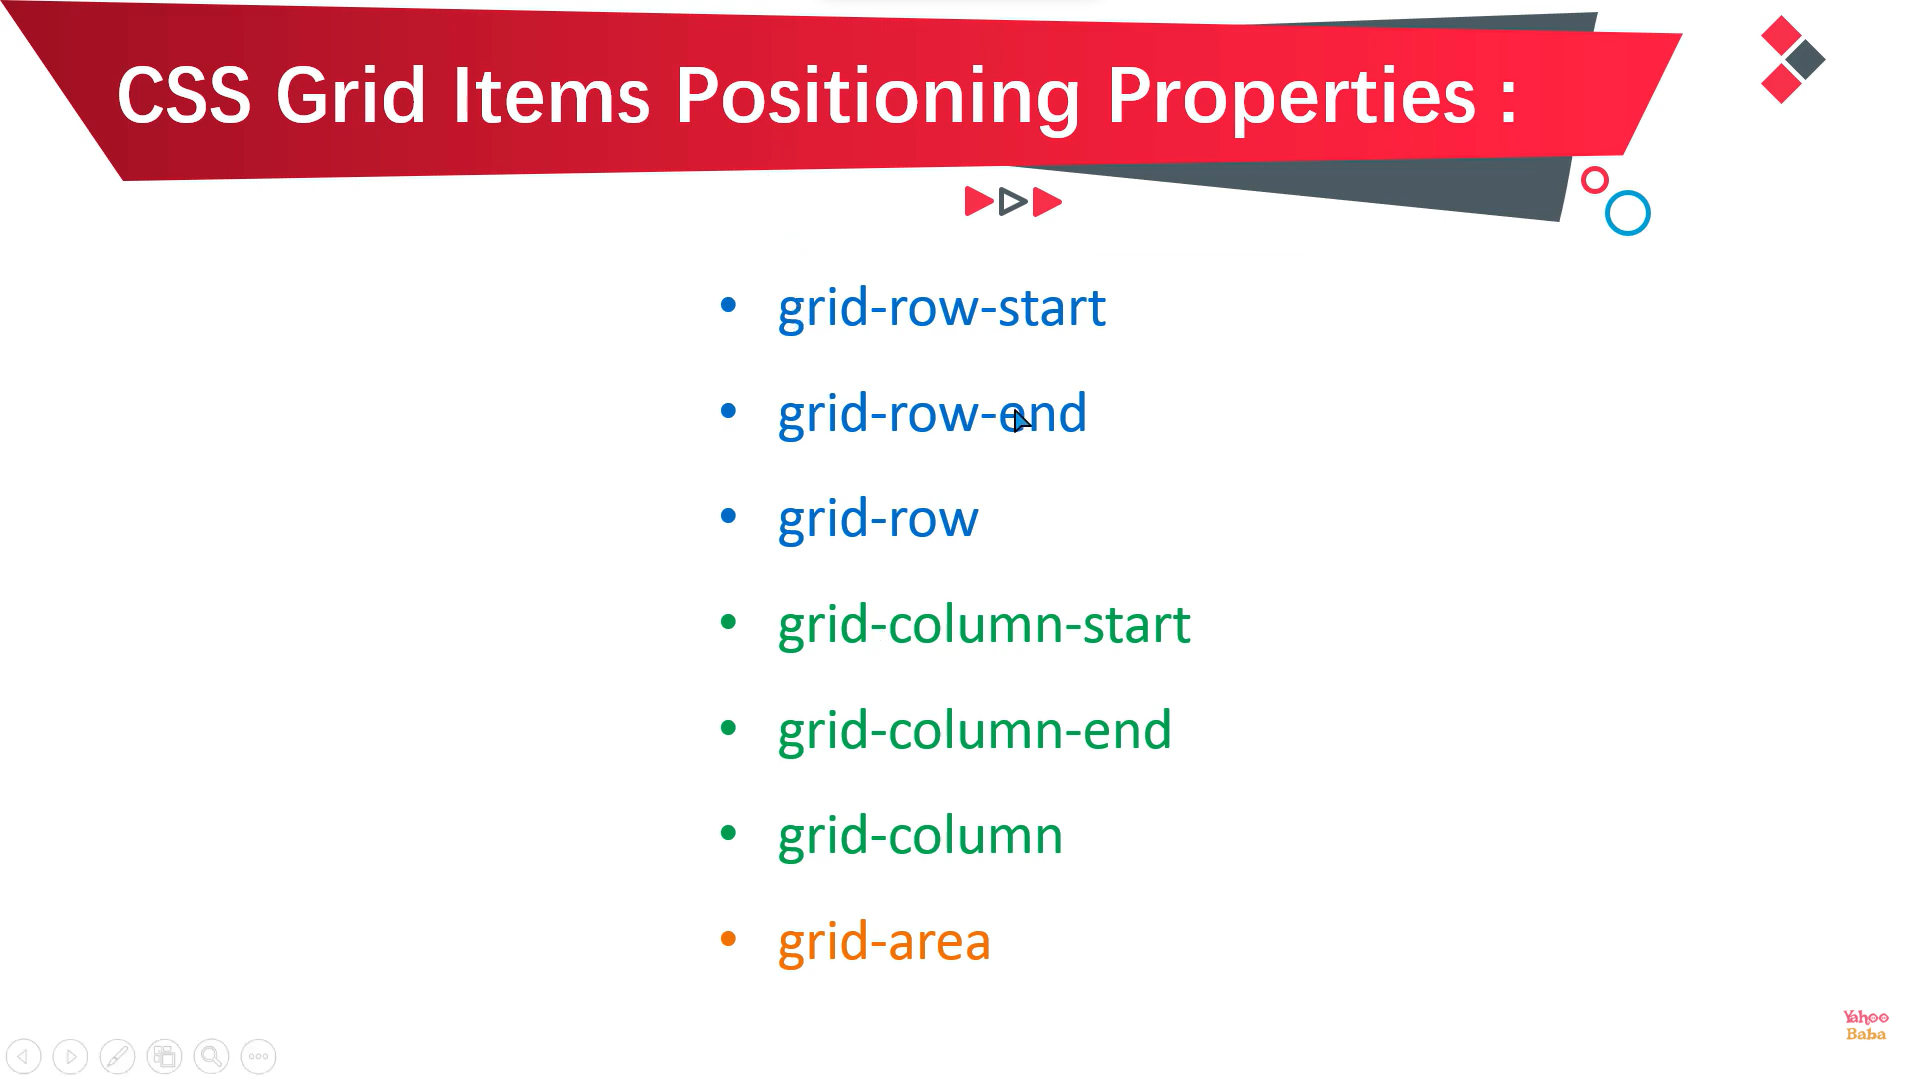 CSS Grid Items Positioning Properties :
• grid-row-start
• grid-row-end
• grid-row
• grid-column-start
• grid-column-end
• grid-column
• grid-area
Yahoo
Baba